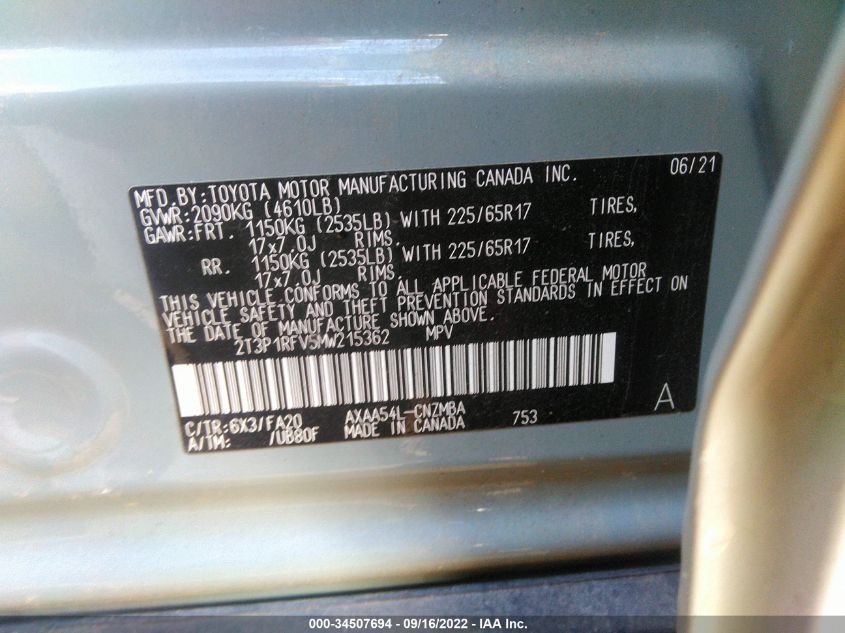 MFD.BY:TOYOTA MOTOR MANUFACTURING CANADA INC. 06/21
GVWR:2090KG (4610LB)
GAWR:FRT. 1150KG (2535LB) WITH 225/65R17 TIRES,
17x7.0J RIMS.
RR. 1150KG (2535LB) WITH 225/65R17 TIRES,
17x7.0J RIMS.
THIS VEHICLE CONFORMS TO ALL APPLICABLE FEDERAL MOTOR
VEHICLE SAFETY AND THEFT PREVENTION STANDARDS IN EFFECT ON
THE DATE OF MANUFACTURE SHOWN ABOVE.
2T3P1RFV5MW215362 MPV
C/TR:6X3/FA20 AXAA54L-CNZMBA 753 A
A/TM: /UB80F MADE IN CANADA
000-34507694 - 09/16/2022 - IAA Inc.